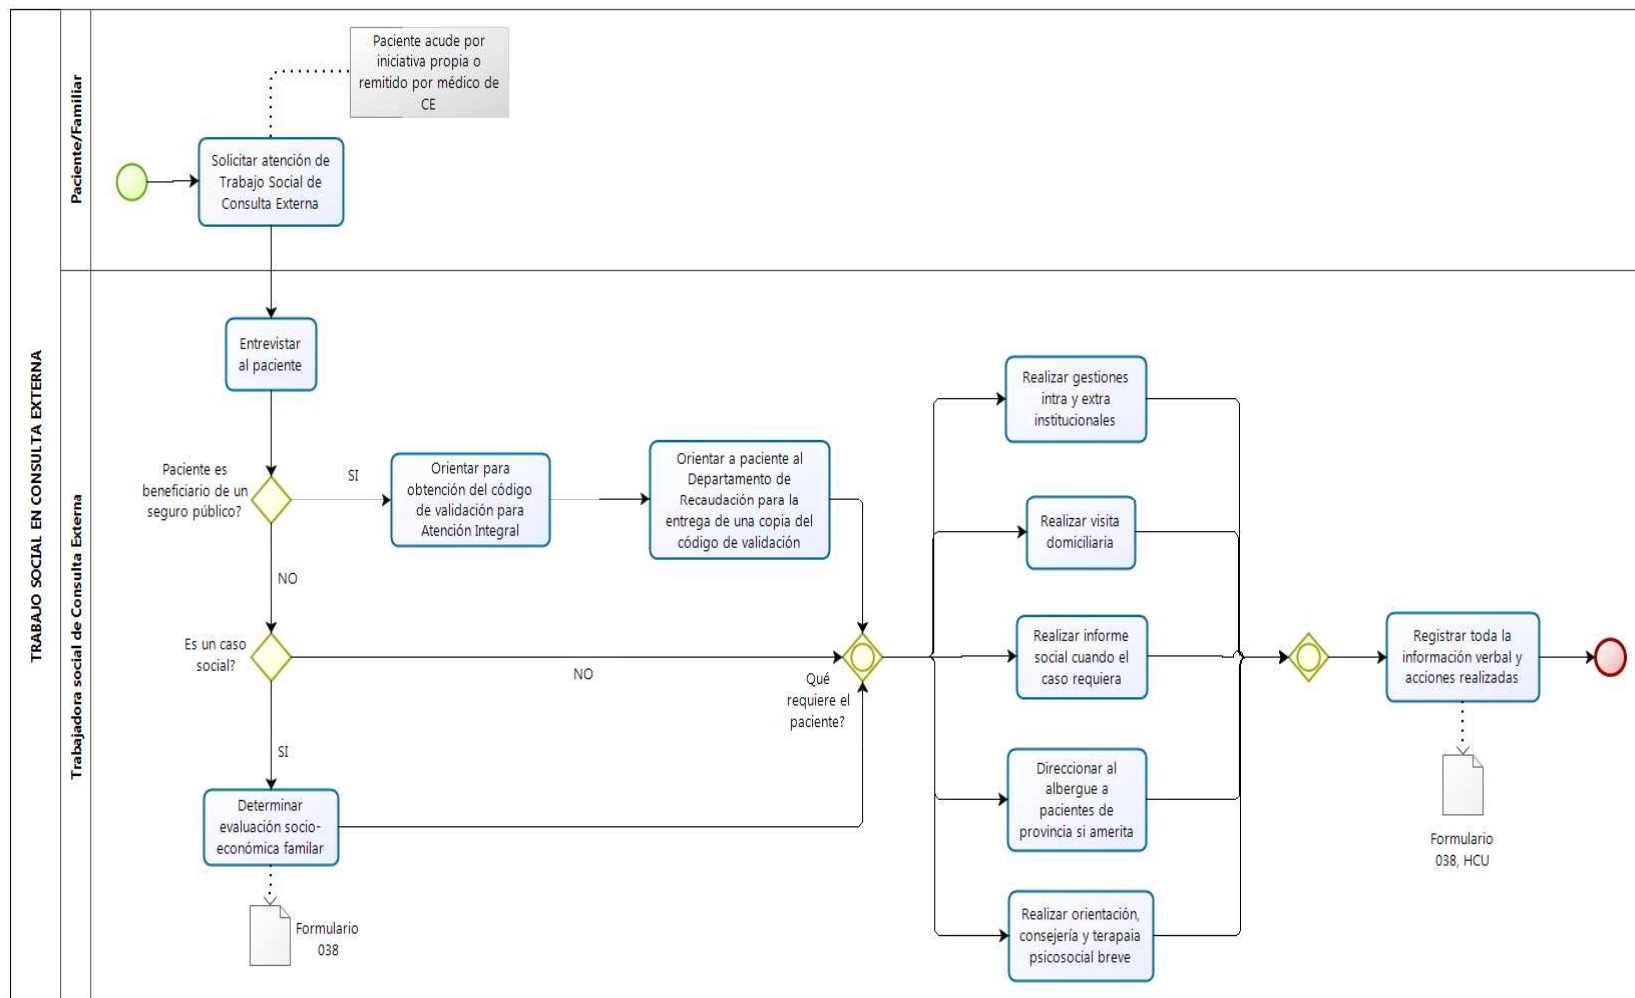 TRABAJO SOCIAL EN CONSULTA EXTERNA
Paciente/Familiar
Paciente acude por
iniciativa propia o
remitido por médico de
CE
Solicitar atención de
Trabajo Social de
Consulta Externa
Trabajadora social de Consulta Externa
Entrevistar
al paciente
Paciente es
beneficiario de un
seguro público?
SI
Orientar para
obtención del código
de validación para
Atención Integral
Orientar a paciente al
Departamento de
Recaudación para la
entrega de una copia del
código de validación
NO
Es un caso
social?
NO
SI
Determinar
evaluación socio-
económica familar
Formulario
038
Qué
requiere el
paciente?
Realizar gestiones
intra y extra
institucionales
Realizar visita
domiciliaria
Realizar informe
social cuando el
caso requiera
Direccionar al
albergue a
pacientes de
provincia si amerita
Realizar orientación,
consejería y terapaia
psicosocial breve
Registrar toda la
información verbal y
acciones realizadas
Formulario
038, HCU